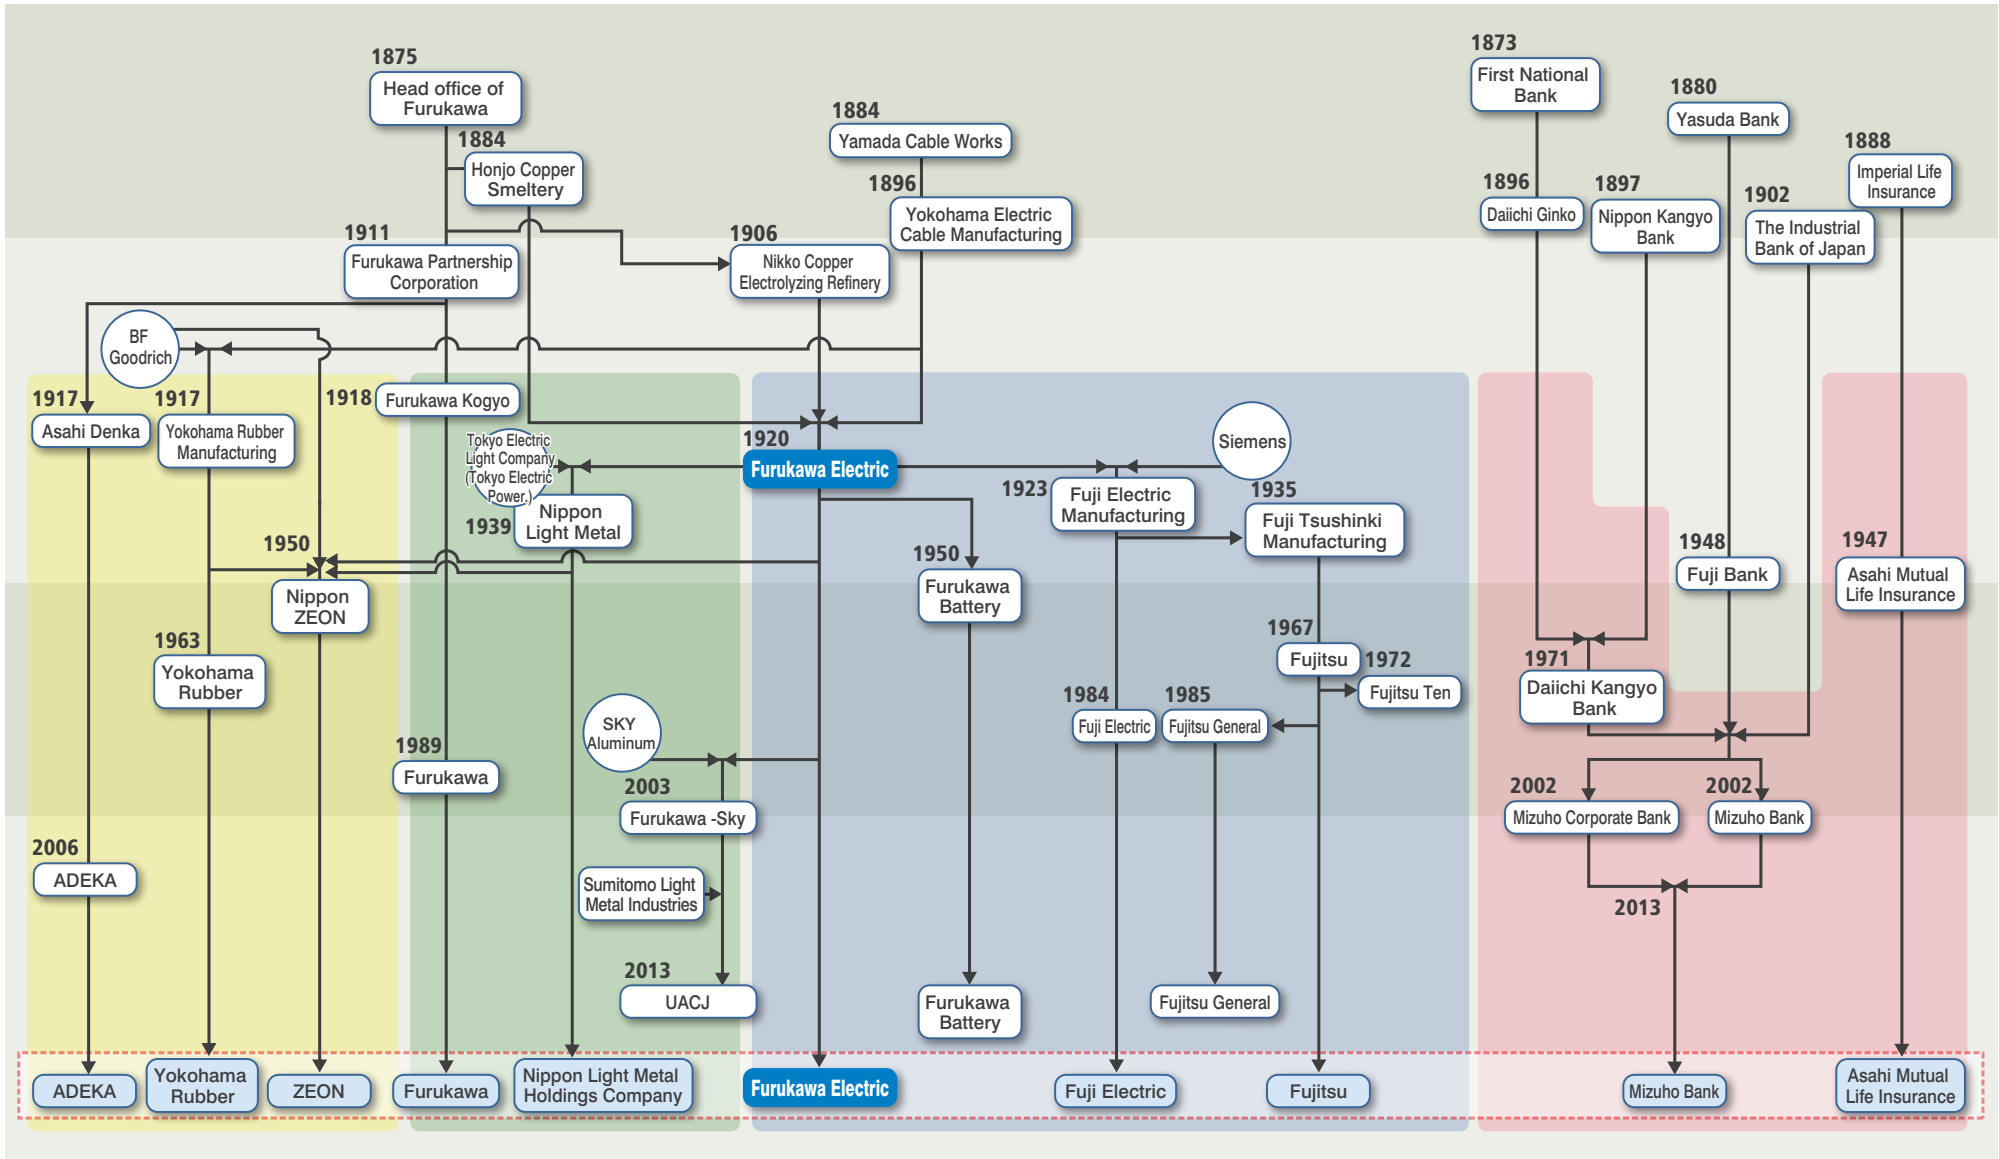 1875
Head office of
Furukawa
1884
Honjo Copper
Smeltery
1884
Yamada Cable Works
1896
Yokohama Electric
Cable Manufacturing
1873
First National
Bank
1880
Yasuda Bank
1888
Imperial Life
Insurance
1896
Daiichi Ginko
1897
Nippon Kangyo
Bank
1902
The Industrial
Bank of Japan
1911
Furukawa Partnership
Corporation
1906
Nikko Copper
Electrolyzing Refinery
BF
Goodrich
1917
Asahi Denka
1917
Yokohama Rubber
Manufacturing
1918
Furukawa Kogyo
Tokyo Electric
Light Company
(Tokyo Electric
Power.)
1920
Furukawa Electric
Siemens
1939
Nippon
Light Metal
1923
Fuji Electric
Manufacturing
1935
Fuji Tsushinki
Manufacturing
1950
Nippon
ZEON
1950
Furukawa
Battery
1948
Fuji Bank
1947
Asahi Mutual
Life Insurance
1963
Yokohama
Rubber
1967
Fujitsu
1972
Fujitsu Ten
1971
Daiichi Kangyo
Bank
SKY
Aluminum
1984
Fuji Electric
1985
Fujitsu General
1989
Furukawa
2003
Furukawa -Sky
2002
Mizuho Corporate Bank
2002
Mizuho Bank
2006
ADEKA
Sumitomo Light
Metal Industries
2013
2013
UACJ
Furukawa
Battery
Fujitsu General
ADEKA
Yokohama
Rubber
ZEON
Furukawa
Nippon Light Metal
Holdings Company
Furukawa Electric
Fuji Electric
Fujitsu
Mizuho Bank
Asahi Mutual
Life Insurance